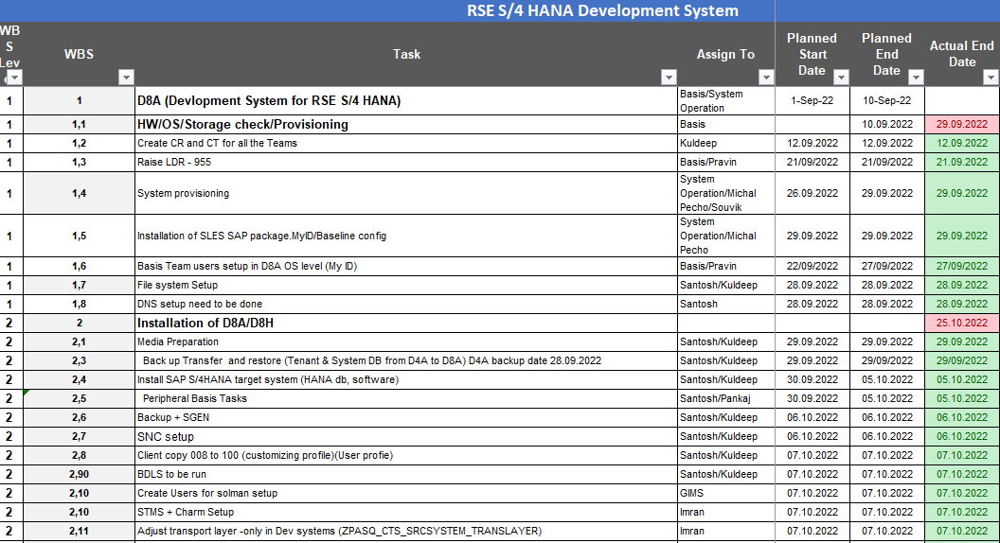 RSE S/4 HANA Development System
WB S Lev WBS Task Assign To Planned Start Date Planned End Date Actual End Date
1 1 D8A (Devlopment System for RSE S/4 HANA) Basis/System Operation 1-Sep-22 10-Sep-22
1 1,1 HW/OS/Storage check/Provisioning Basis 10.09.2022 29.09.2022
1 1,2 Create CR and CT for all the Teams Kuldeep 12.09.2022 12.09.2022 12.09.2022
1 1,3 Raise LDR - 955 Basis/Pravin 21/09/2022 21/09/2022 21.09.2022
1 1,4 System provisioning System Operation/Michal Pecho/Souvik 26.09.2022 29.09.2022 29.09.2022
1 1,5 Installation of SLES SAP package.MyID/Baseline config System Operation/Michal Pecho 29.09.2022 29.09.2022 29.09.2022
1 1,6 Basis Team users setup in D8A OS level (My ID) Basis/Pravin 22/09/2022 27/09/2022 27/09/2022
1 1,7 File system Setup Santosh/Kuldeep 28.09.2022 28.09.2022 28.09.2022
1 1,8 DNS setup need to be done Santosh 28.09.2022 28.09.2022 28.09.2022
2 2 Installation of D8A/D8H 25.10.2022
2 2,1 Media Preparation Santosh/Kuldeep 29.09.2022 29.09.2022 29.09.2022
2 2,3 Back up Transfer and restore (Tenant & System DB from D4A to D8A) D4A backup date 28.09.2022 Santosh/Kuldeep 29.09.2022 29/09/2022 29/09/2022
2 2,4 Install SAP S/4HANA target system (HANA db, software) Santosh/Kuldeep 30.09.2022 05.10.2022 05.10.2022
2 2,5 Peripheral Basis Tasks Santosh/Pankaj 30.09.2022 05.10.2022 05.10.2022
2 2,6 Backup + SGEN Santosh/Kuldeep 06.10.2022 06.10.2022 06.10.2022
2 2,7 SNC setup Santosh/Kuldeep 06.10.2022 06.10.2022 06.10.2022
2 2,8 Client copy 008 to 100 (customizing profile)(User profie) Santosh/Kuldeep 07.10.2022 07.10.2022 07.10.2022
2 2,90 BDLS to be run Santosh/Kuldeep 07.10.2022 07.10.2022 07.10.2022
2 2,10 Create Users for solman setup GIMS 07.10.2022 07.10.2022 07.10.2022
2 2,10 STMS + Charm Setup Imran 07.10.2022 07.10.2022 07.10.2022
2 2,11 Adjust transport layer -only in Dev systems (ZPASQ_CTS_SRCSYSTEM_TRANSLAYER) Imran 07.10.2022 07.10.2022 07.10.2022